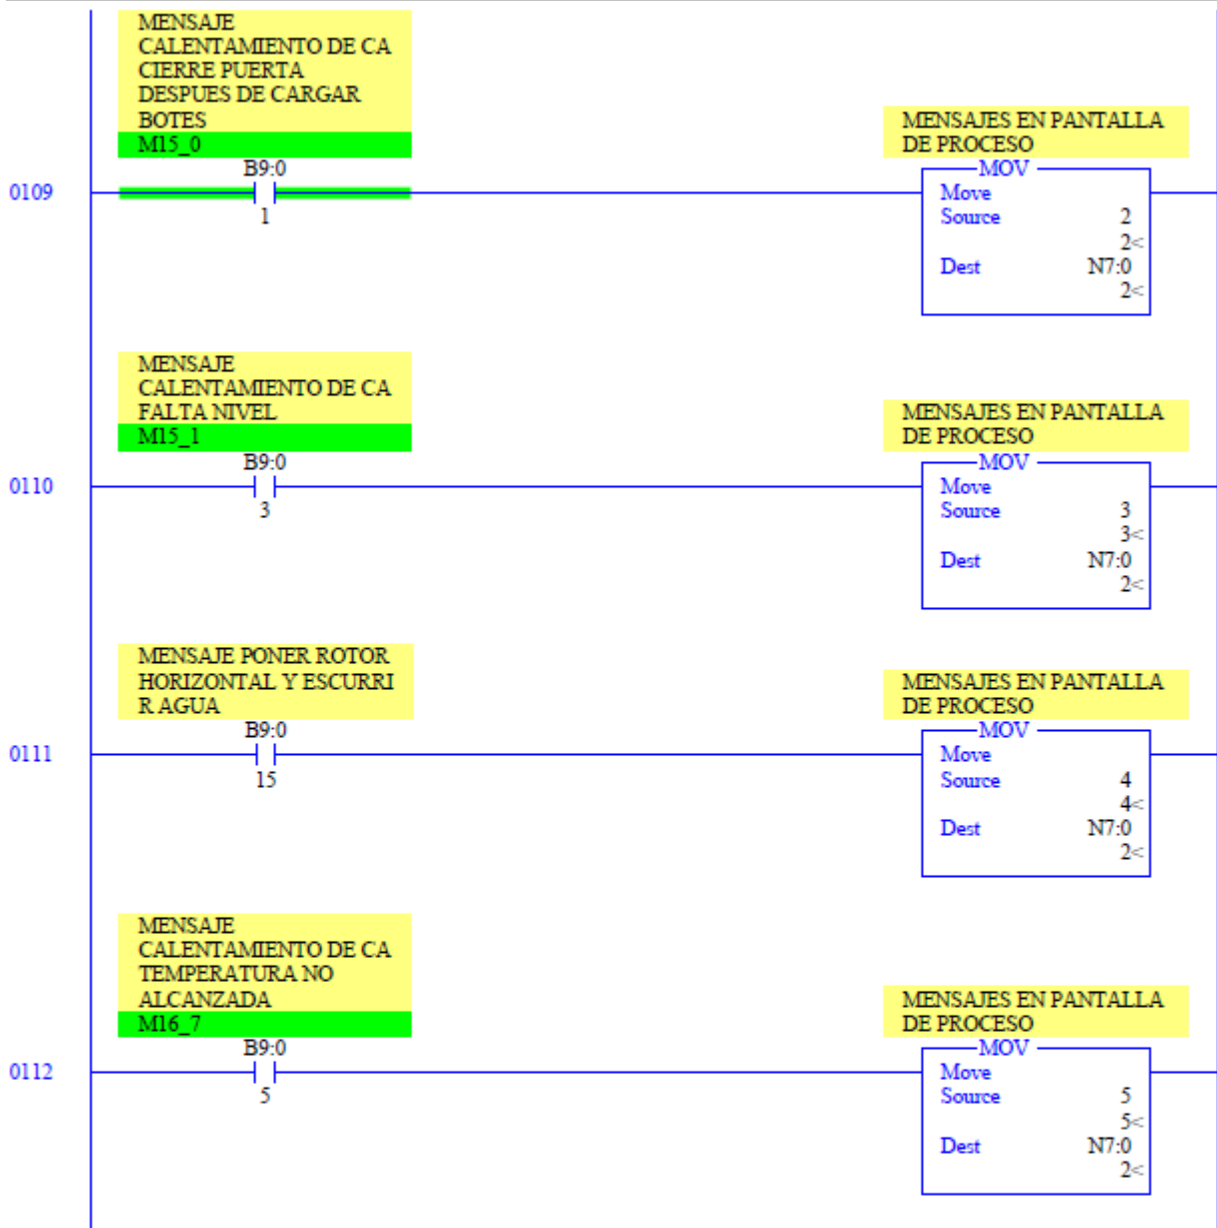 MENSAJE
CALENTAMIENTO DE CA
CIERRE PUERTA
DESPUES DE CARGAR
BOTES
M15_0
B9:0
1
0109
MENSAJES EN PANTALLA
DE PROCESO
MOV
Move
Source 2
2<
Dest N7:0
2<
MENSAJE
CALENTAMIENTO DE CA
FALTA NIVEL
M15_1
B9:0
3
0110
MENSAJES EN PANTALLA
DE PROCESO
MOV
Move
Source 3
3<
Dest N7:0
2<
MENSAJE PONER ROTOR
HORIZONTAL Y ESCURRI
R AGUA
B9:0
15
0111
MENSAJES EN PANTALLA
DE PROCESO
MOV
Move
Source 4
4<
Dest N7:0
2<
MENSAJE
CALENTAMIENTO DE CA
TEMPERATURA NO
ALCANZADA
M16_7
B9:0
5
0112
MENSAJES EN PANTALLA
DE PROCESO
MOV
Move
Source 5
5<
Dest N7:0
2<